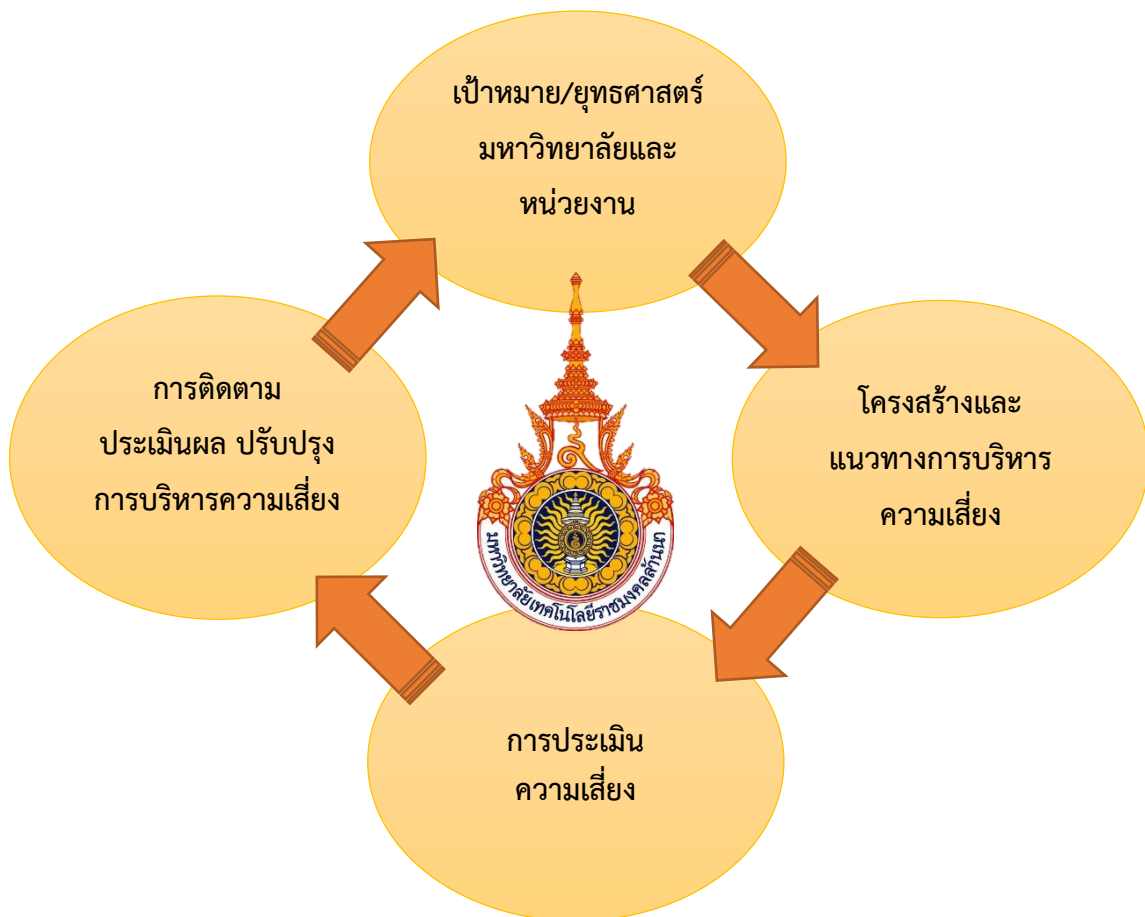 เป้าหมาย/ยุทธศาสตร์
มหาวิทยาลัยและ
หน่วยงาน
โครงสร้างและ
แนวทางการบริหาร
ความเสี่ยง
การประเมิน
ความเสี่ยง
การติดตาม
ประเมินผล ปรับปรุง
การบริหารความเสี่ยง
มหาวิทยาลัยเทคโนโลยีราชมงคลล้านนา